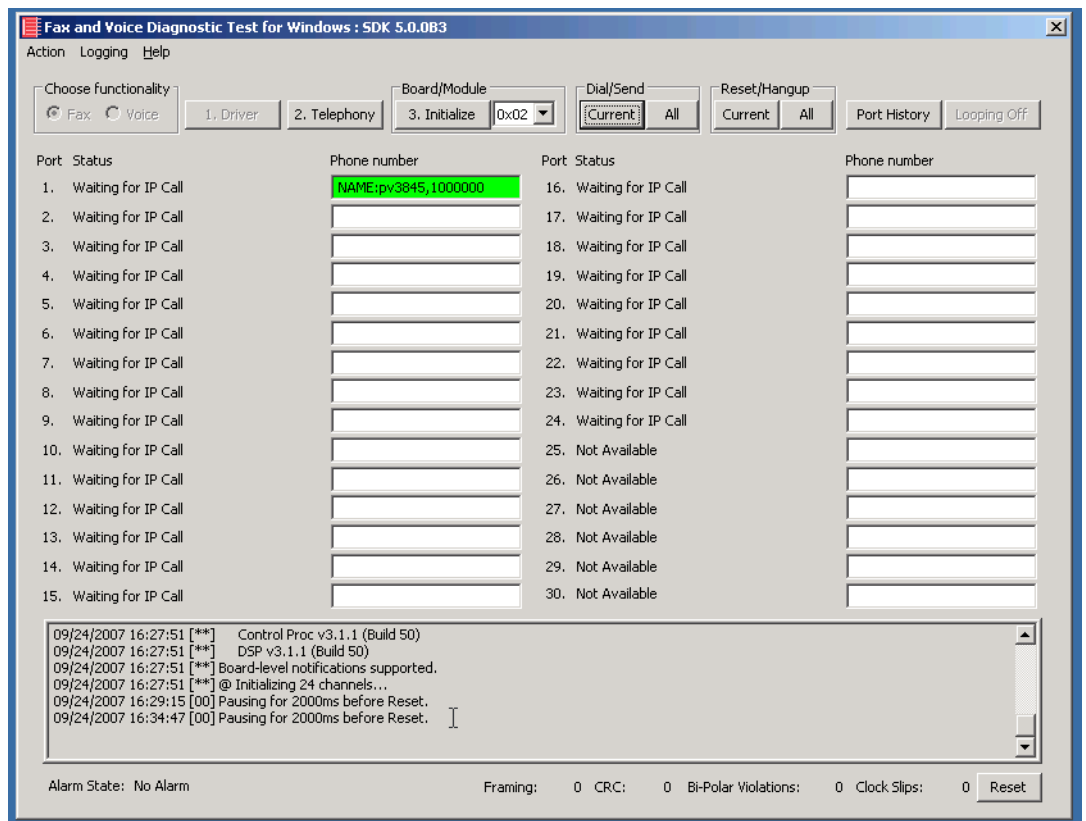 Fax and Voice Diagnostic Test for Windows : SDK 5.0.0B3
Action Logging Help
Choose functionality Board/Module Dial/Send Reset/Hangup
Fax Voice 1. Driver 2. Telephony 3. Initialize 0x02 Current All Current All Port History Looping Off
Port Status Phone number Port Status Phone number
1. Waiting for IP Call NAME:pv3845,1000000 16. Waiting for IP Call
2. Waiting for IP Call 17. Waiting for IP Call
3. Waiting for IP Call 18. Waiting for IP Call
4. Waiting for IP Call 19. Waiting for IP Call
5. Waiting for IP Call 20. Waiting for IP Call
6. Waiting for IP Call 21. Waiting for IP Call
7. Waiting for IP Call 22. Waiting for IP Call
8. Waiting for IP Call 23. Waiting for IP Call
9. Waiting for IP Call 24. Waiting for IP Call
10. Waiting for IP Call 25. Not Available
11. Waiting for IP Call 26. Not Available
12. Waiting for IP Call 27. Not Available
13. Waiting for IP Call 28. Not Available
14. Waiting for IP Call 29. Not Available
15. Waiting for IP Call 30. Not Available
09/24/2007 16:27:51 [**] Control Proc v3.1.1 (Build 50)
09/24/2007 16:27:51 [**] DSP v3.1.1 (Build 50)
09/24/2007 16:27:51 [**] Board-level notifications supported.
09/24/2007 16:27:51 [**] @ Initializing 24 channels...
09/24/2007 16:29:15 [00] Pausing for 2000ms before Reset.
09/24/2007 16:34:47 [00] Pausing for 2000ms before Reset.
Alarm State: No Alarm Framing: 0 CRC: 0 Bi-Polar Violations: 0 Clock Slips: 0 Reset